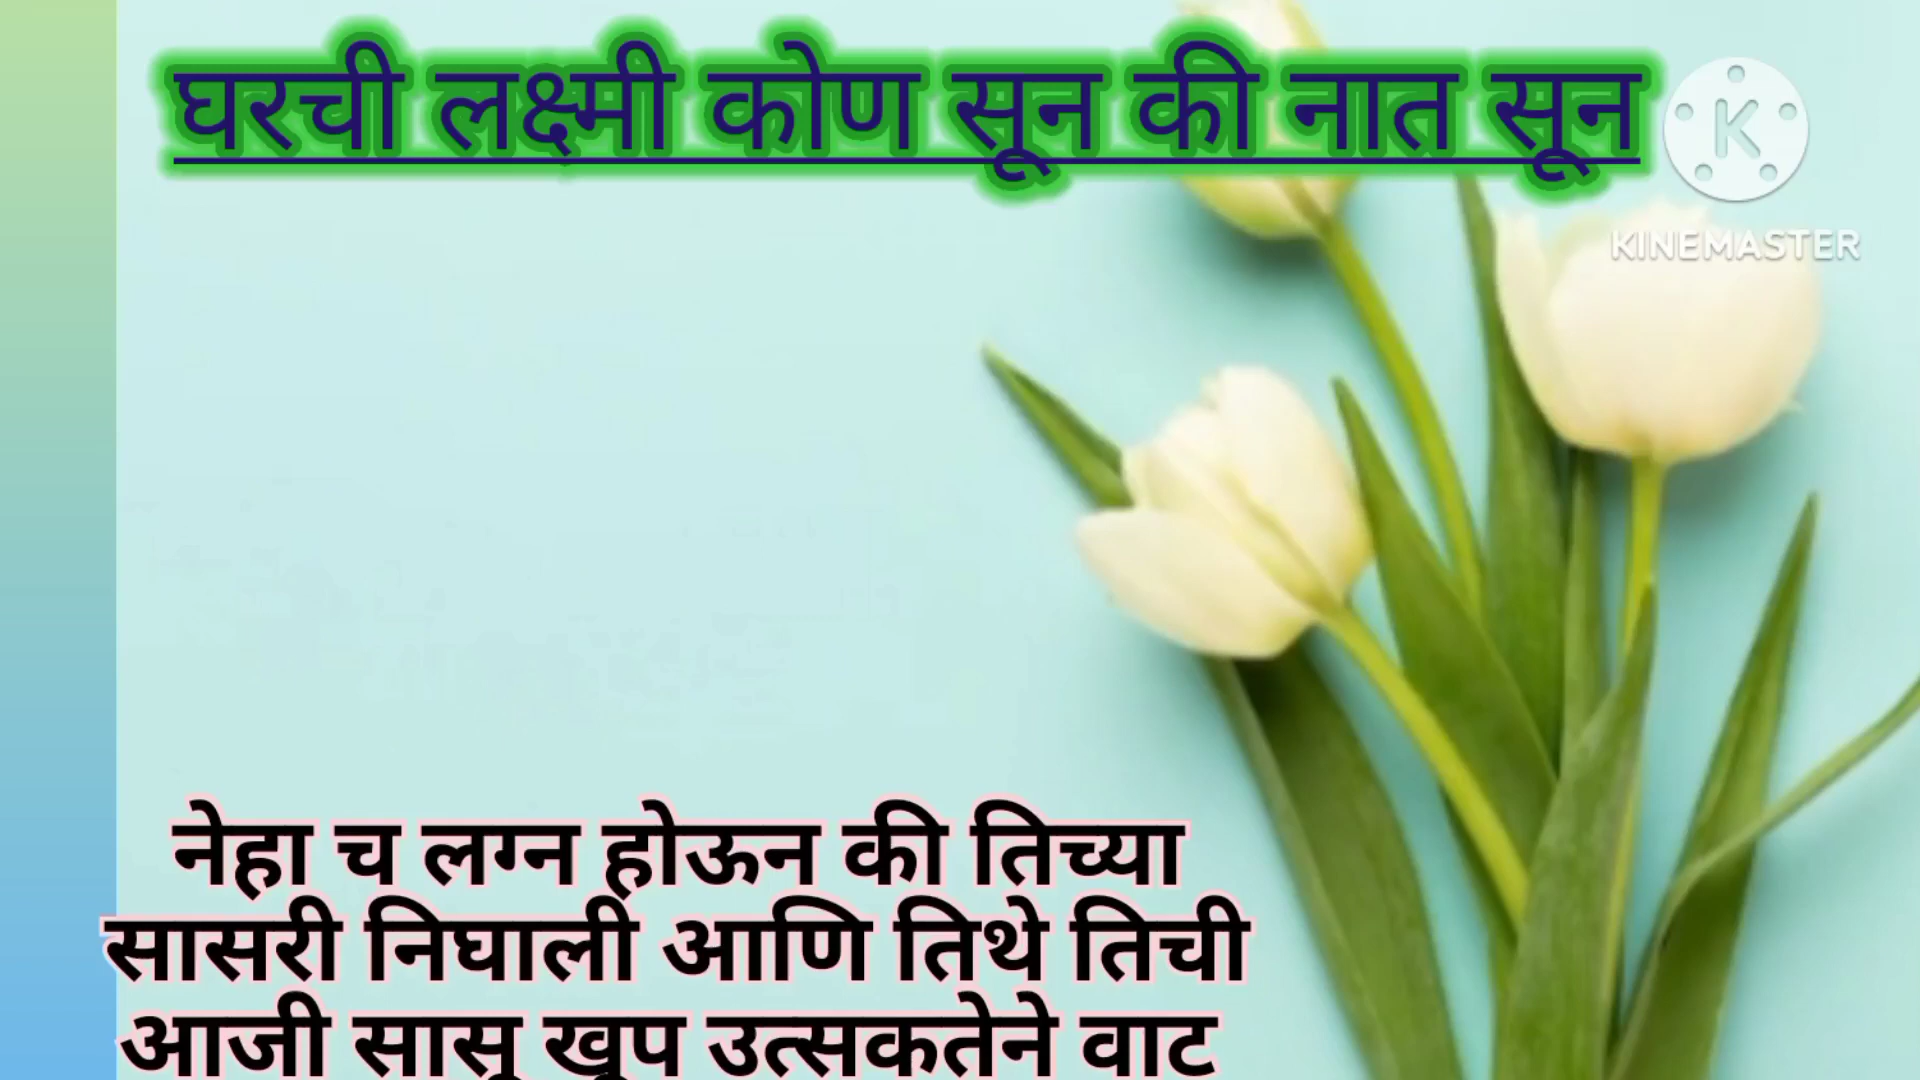 घरची लक्ष्मी कोण सून की नात सून
KINEMASTER
नेहा च लग्न होऊन की तिच्या
सासरी निघाली आणि तिथे तिची
आजी सासू खूप उत्सकतेने वाट